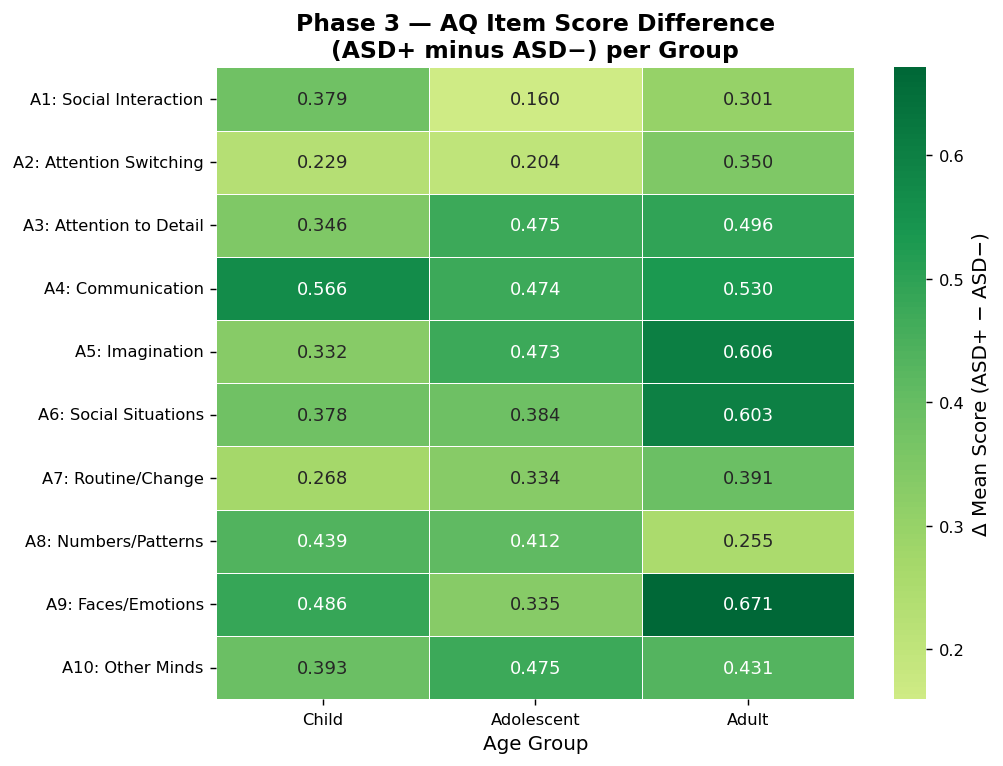 Phase 3 — AQ Item Score Difference
(ASD+ minus ASD−) per Group
A1: Social Interaction 0.379 0.160 0.301
A2: Attention Switching 0.229 0.204 0.350
A3: Attention to Detail 0.346 0.475 0.496
A4: Communication 0.566 0.474 0.530
A5: Imagination 0.332 0.473 0.606
A6: Social Situations 0.378 0.384 0.603
A7: Routine/Change 0.268 0.334 0.391
A8: Numbers/Patterns 0.439 0.412 0.255
A9: Faces/Emotions 0.486 0.335 0.671
A10: Other Minds 0.393 0.475 0.431
Child Adolescent Adult
Age Group
0.6
0.5
0.4
0.3
0.2
Δ Mean Score (ASD+ − ASD−)